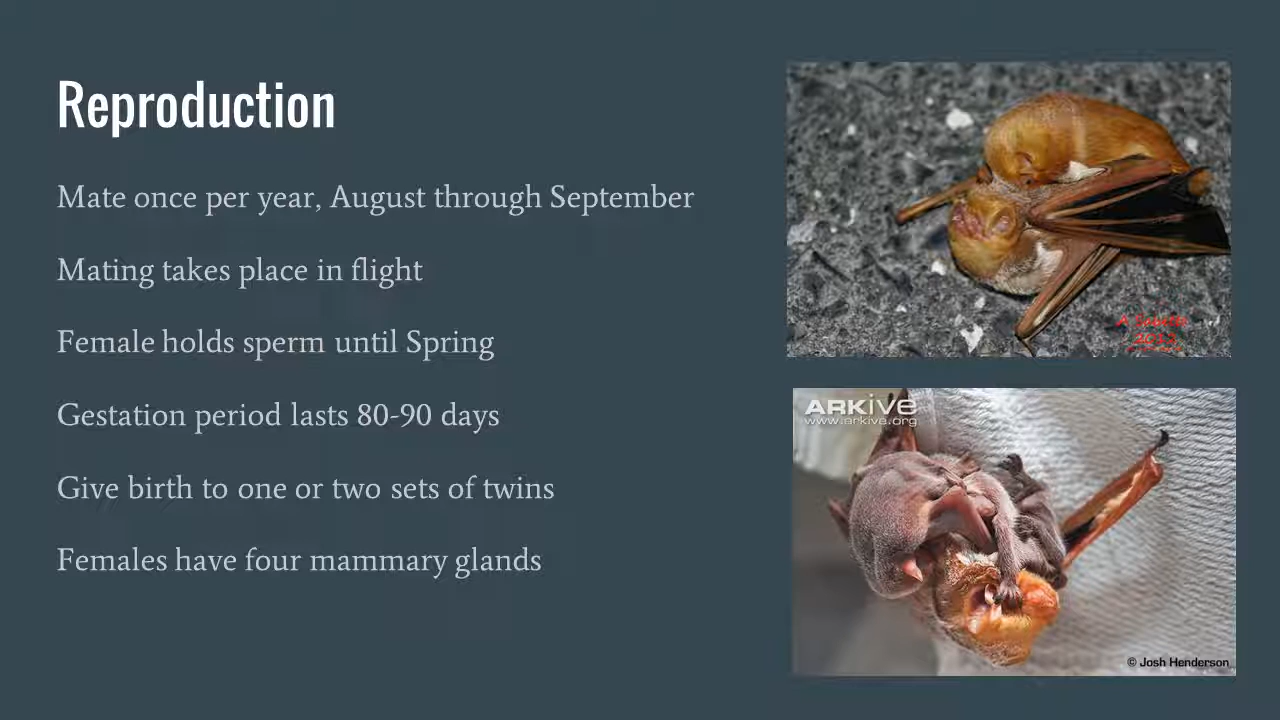 Reproduction
Mate once per year, August through September
Mating takes place in flight
Female holds sperm until Spring
Gestation period lasts 80-90 days
Give birth to one or two sets of twins
Females have four mammary glands
A Sabatti
2012
ARKive
www.arkive.org
© Josh Henderson